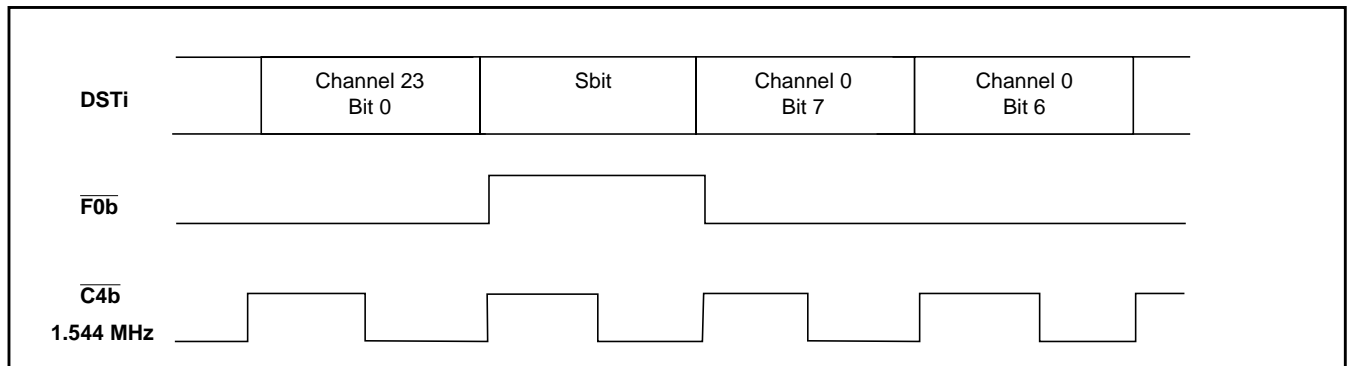 DSTi
Channel 23
Bit 0
Sbit
Channel 0
Bit 7
Channel 0
Bit 6
F0b
C4b
1.544 MHz